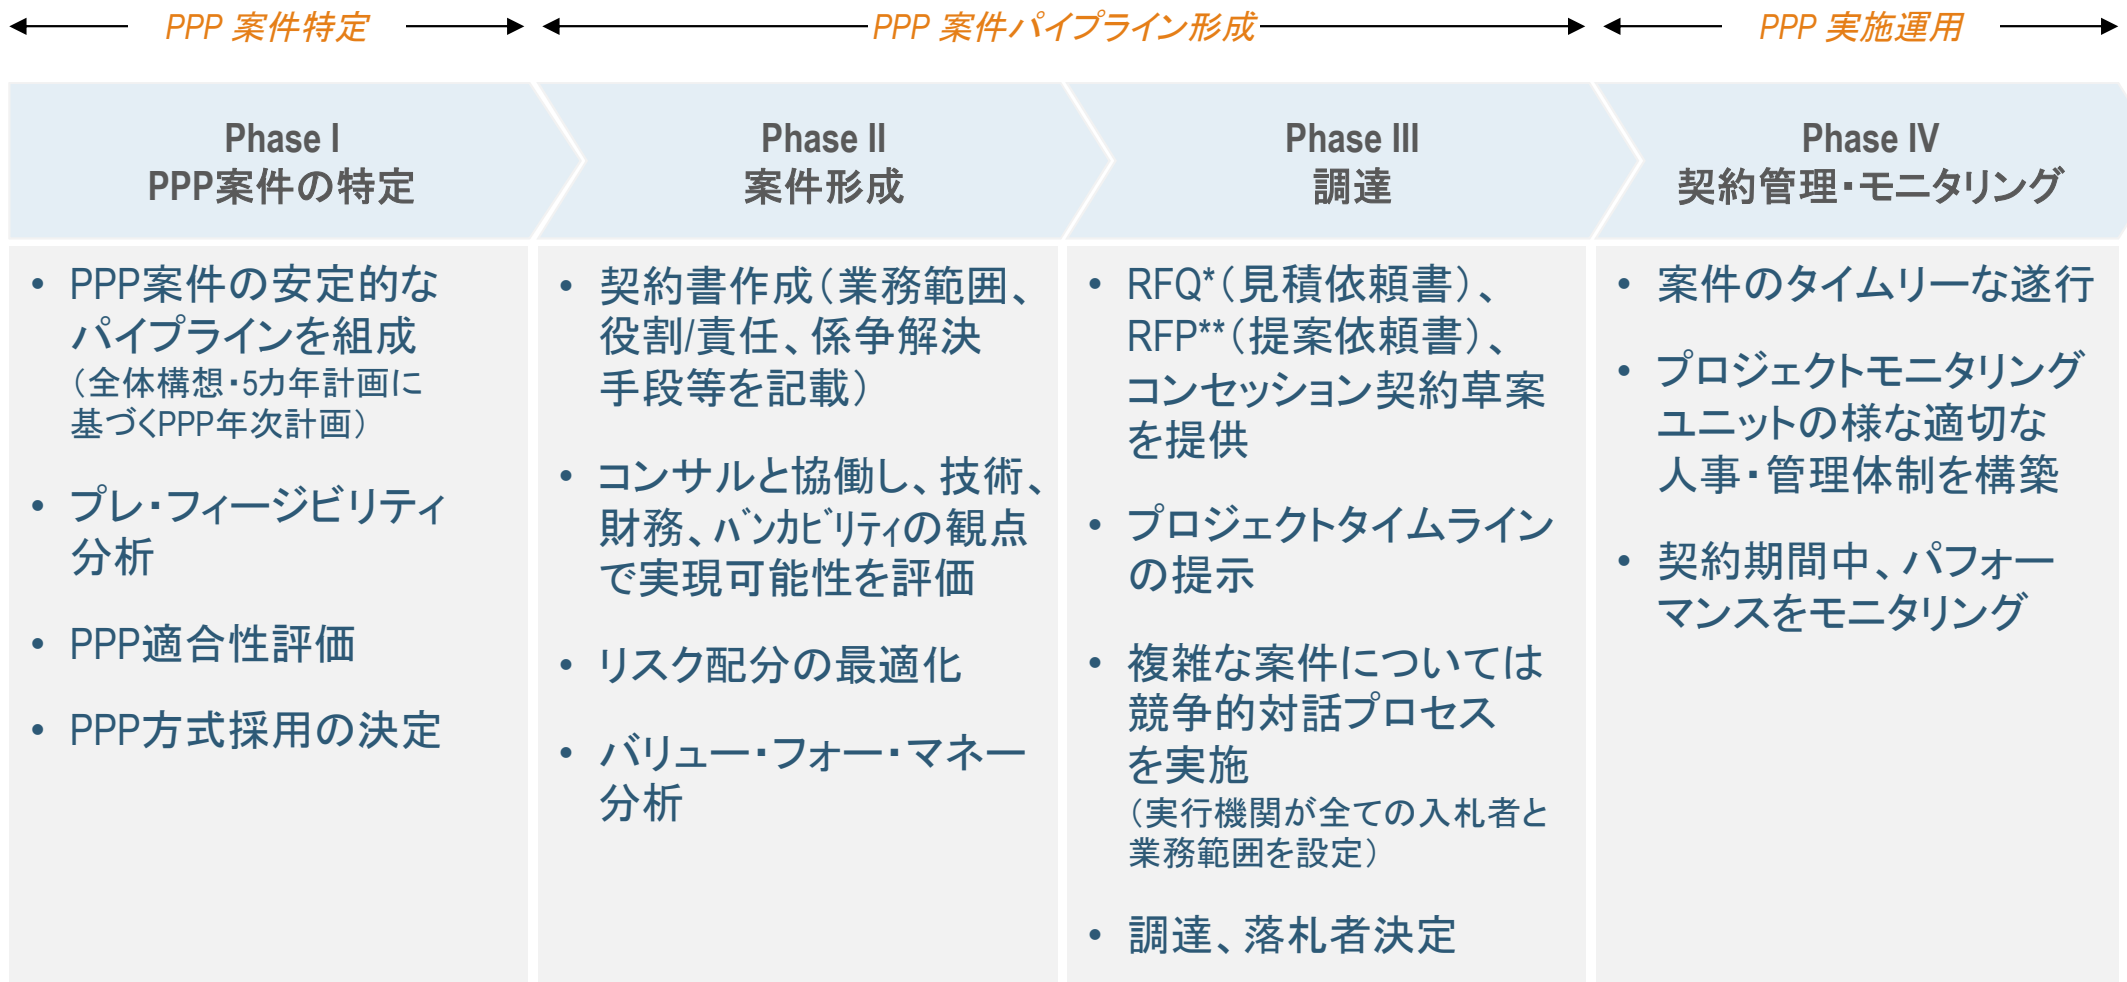 PPP 案件特定
PPP 案件パイプライン形成
PPP 実施運用
Phase I
PPP案件の特定
Phase II
案件形成
Phase III
調達
Phase IV
契約管理・モニタリング
• PPP案件の安定的な
パイプラインを組成
（全体構想・5カ年計画に
基づくPPP年次計画）
• プレ・フィージビリティ
分析
• PPP適合性評価
• PPP方式採用の決定
• 契約書作成（業務範囲、
役割/責任、係争解決
手段等を記載）
• コンサルと協働し、技術、
財務、バンカビリティの観点
で実現可能性を評価
• リスク配分の最適化
• バリュー・フォー・マネー
分析
• RFQ*（見積依頼書）、
RFP**（提案依頼書）、
コンセッション契約草案
を提供
• プロジェクトタイムライン
の提示
• 複雑な案件については
競争的対話プロセス
を実施
（実行機関が全ての入札者と
業務範囲を設定）
• 調達、落札者決定
• 案件のタイムリーな遂行
• プロジェクトモニタリング
ユニットの様な適切な
人事・管理体制を構築
• 契約期間中、パフォー
マンスをモニタリング